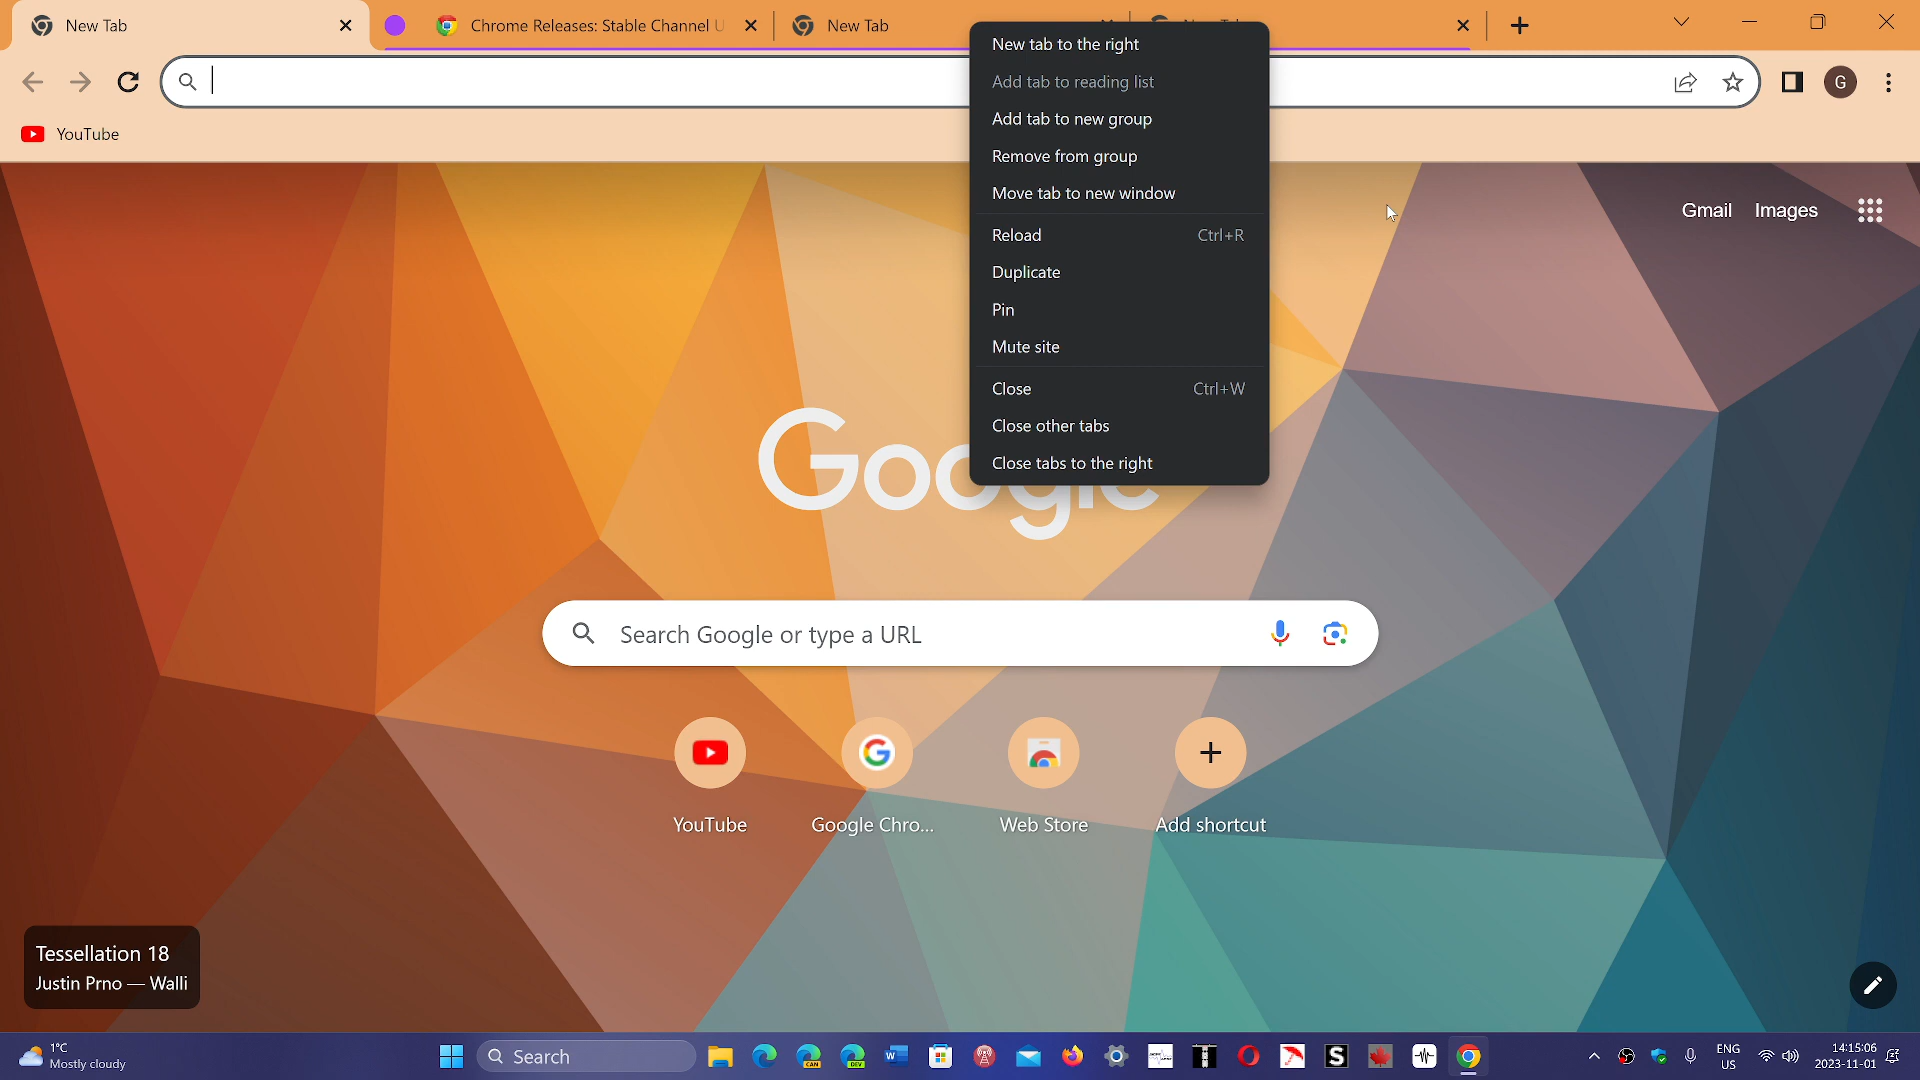 New Tab
Chrome Releases: Stable Channel U
New Tab
G
YouTube
New tab to the right
Add tab to reading list
Add tab to new group
Remove from group
Move tab to new window
Reload Ctrl+R
Duplicate
Pin
Mute site
Close Ctrl+W
Close other tabs
Close tabs to the right
Gmail Images
Google
Search Google or type a URL
YouTube
Google Chro...
Web Store
Add shortcut
Tessellation 18
Justin Prno — Walli
1°C
Mostly cloudy
Search
CAN
DEV
S
ENG
US
14:15:06
2023-11-01